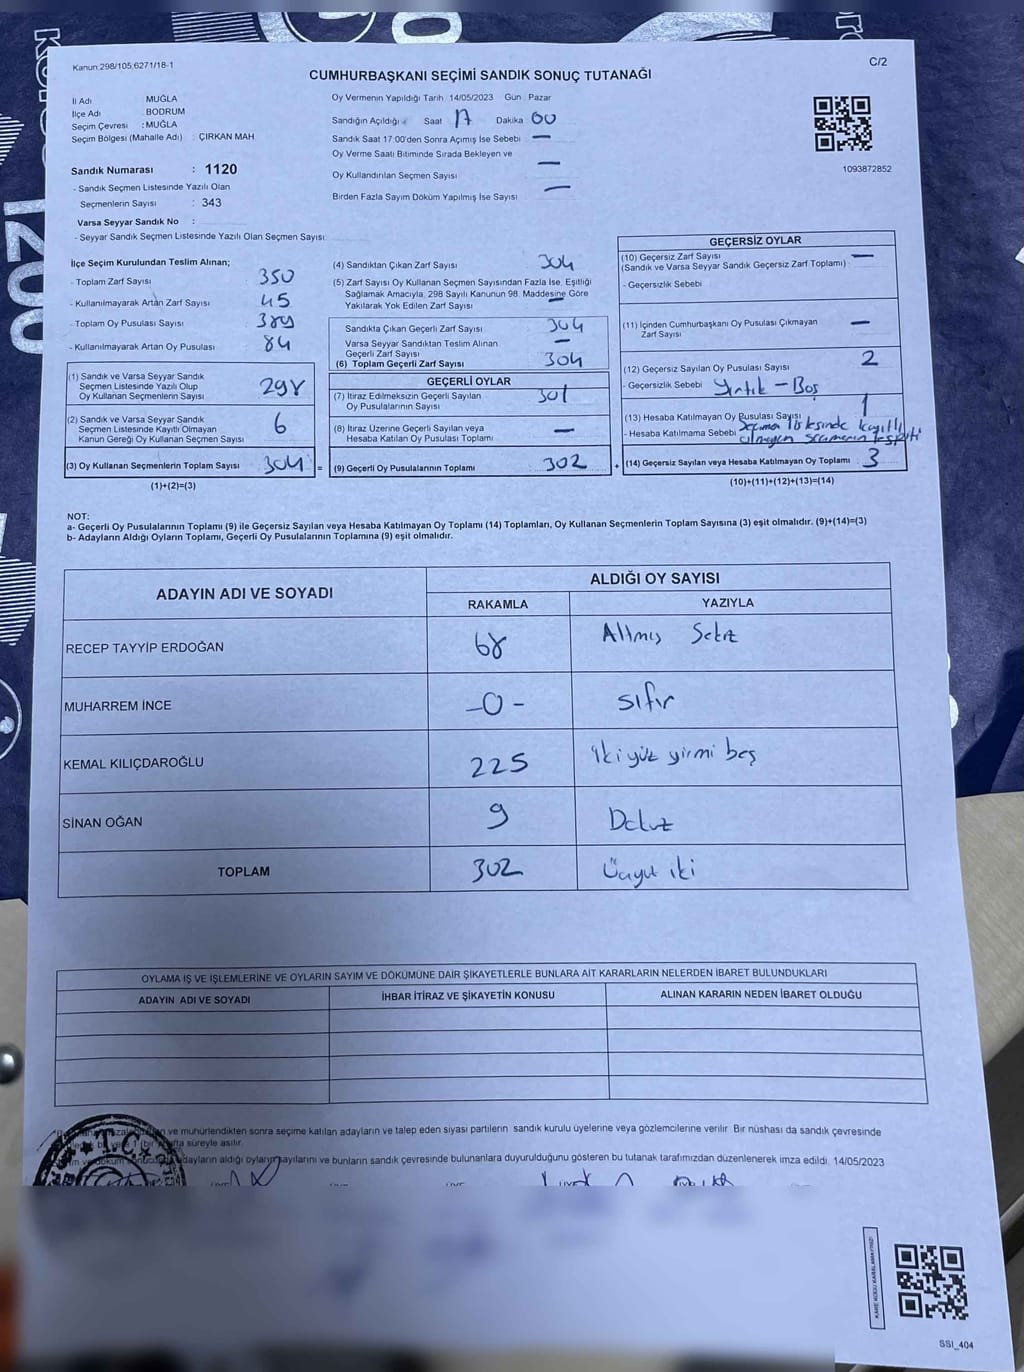 Kanun:298/105,6271/18-1
C/2
CUMHURBAŞKANI SEÇİMİ SANDIK SONUÇ TUTANAĞI
İl Adı MUĞLA
İlçe Adı BODRUM
Seçim Çevresi : MUĞLA
Seçim Bölgesi (Mahalle Adı) : ÇIRKAN MAH
Sandık Numarası : 1120
- Sandık Seçmen Listesinde Yazılı Olan
Seçmenlerin Sayısı : 343
Varsa Seyyar Sandık No :
- Seyyar Sandık Seçmen Listesinde Yazılı Olan Seçmen Sayısı:
Oy Vermenin Yapıldığı Tarih 14/05/2023 Gün Pazar
Sandığın Açıldığı Saat 17 Dakika 00
Sandık Saat 17.00'den Sonra Açımış İse Sebebi —
Oy Verme Saati Bitiminde Sırada Bekleyen ve
Oy Kullandırılan Seçmen Sayısı —
Birden Fazla Sayım Döküm Yapılmış İse Sayısı —
1093872852
İlçe Seçim Kurulundan Teslim Alınan;
- Toplam Zarf Sayısı 350
- Kullanılmayarak Artan Zarf Sayısı 45
- Toplam Oy Pusulası Sayısı
- Kullanılmayarak Artan Oy Pusulası 84
(1) Sandık ve Varsa Seyyar Sandık
Seçmen Listesinde Yazılı Olup
Oy Kullanan Seçmenlerin Sayısı 298
(2) Sandık ve Varsa Seyyar Sandık
Seçmen Listesinde Kayıtlı Olmayan
Kanun Gereği Oy Kullanan Seçmen Sayısı 6
(3) Oy Kullanan Seçmenlerin Toplam Sayısı 304 =
(1)+(2)=(3)
(4) Sandıktan Çıkan Zarf Sayısı 304
(5) Zarf Sayısı Oy Kullanan Seçmen Sayısından Fazla İse, Eşitliği
Sağlamak Amacıyla, 298 Sayılı Kanunun 98. Maddesine Göre
Yakılarak Yok Edilen Zarf Sayısı —
Sandıkta Çıkan Geçerli Zarf Sayısı 304
Varsa Seyyar Sandıktan Teslim Alınan
Geçerli Zarf Sayısı —
(6) Toplam Geçerli Zarf Sayısı 304
GEÇERLİ OYLAR
(7) İtiraz Edilmeksizin Geçerli Sayılan
Oy Pusulalarının Sayısı 301
(8) İtiraz Üzerine Geçerli Sayılan veya
Hesaba Katılan Oy Pusulası Toplamı —
(9) Geçerli Oy Pusulalarının Toplamı 302 +
GEÇERSİZ OYLAR
(10) Geçersiz Zarf Sayısı —
(Sandık ve Varsa Seyyar Sandık Geçersiz Zarf Toplamı)
- Geçersizlik Sebebi
(11) İçinden Cumhurbaşkanı Oy Pusulası Çıkmayan
Zarf Sayısı —
(12) Geçersiz Sayılan Oy Pusulası Sayısı 2
- Geçersizlik Sebebi Yırtık - Boş
(13) Hesaba Katılmayan Oy Pusulası Sayısı 1
- Hesaba Katılmama Sebebi Seçmen listesinde kayıtlı
olmayan seçmenin tespiti
(14) Geçersiz Sayılan veya Hesaba Katılmayan Oy Toplamı : 3
(10)+(11)+(12)+(13)=(14)
NOT:
a- Geçerli Oy Pusulalarının Toplamı (9) ile Geçersiz Sayılan veya Hesaba Katılmayan Oy Toplamı (14) Toplamları, Oy Kullanan Seçmenlerin Toplam Sayısına (3) eşit olmalıdır. (9)+(14)=(3)
b- Adayların Aldığı Oyların Toplamı, Geçerli Oy Pusulalarının Toplamına (9) eşit olmalıdır.
ADAYIN ADI VE SOYADI
ALDIĞI OY SAYISI
RAKAMLA YAZIYLA
RECEP TAYYİP ERDOĞAN 68 Altmış Sekiz
MUHARREM İNCE -0- sıfır
KEMAL KILIÇDAROĞLU 225 iki yüz yirmi beş
SİNAN OĞAN 9 Dokuz
TOPLAM 302 Üçyüz iki
OYLAMA İŞ VE İŞLEMLERİNE VE OYLARIN SAYIM VE DÖKÜMÜNE DAİR ŞİKAYETLERLE BUNLARA AİT KARARLARIN NELERDEN İBARET BULUNDUKLARI
ADAYIN ADI VE SOYADI İHBAR İTİRAZ VE ŞİKAYETİN KONUSU ALINAN KARARIN NEDEN İBARET OLDUĞU
ve mühürlendikten sonra seçime katılan adayların ve talep eden siyasi partilerin sandık kurulu üyelerine veya gözlemcilerine verilir. Bir nüshası da sandık çevresinde
süreyle asılır.
adayların aldığı oyların sayılarını ve bunların sandık çevresinde bulunanlara duyurulduğunu gösteren bu tutanak tarafımızdan düzenlenerek imza edildi. 14/05/2023
T.C.
SSI_404